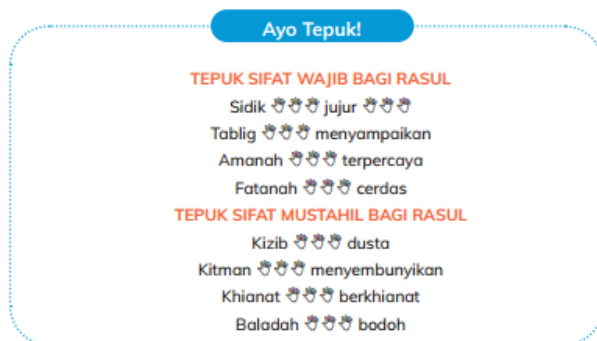 Ayo Tepuk!
TEPUK SIFAT WAJIB BAGI RASUL
Sidik 👋👋👋 jujur 👋👋👋
Tablig 👋👋👋 menyampaikan
Amanah 👋👋👋 terpercaya
Fatanah 👋👋👋 cerdas
TEPUK SIFAT MUSTAHIL BAGI RASUL
Kizib 👋👋👋 dusta
Kitman 👋👋👋 menyembunyikan
Khianat 👋👋👋 berkhianat
Baladah 👋👋👋 bodoh